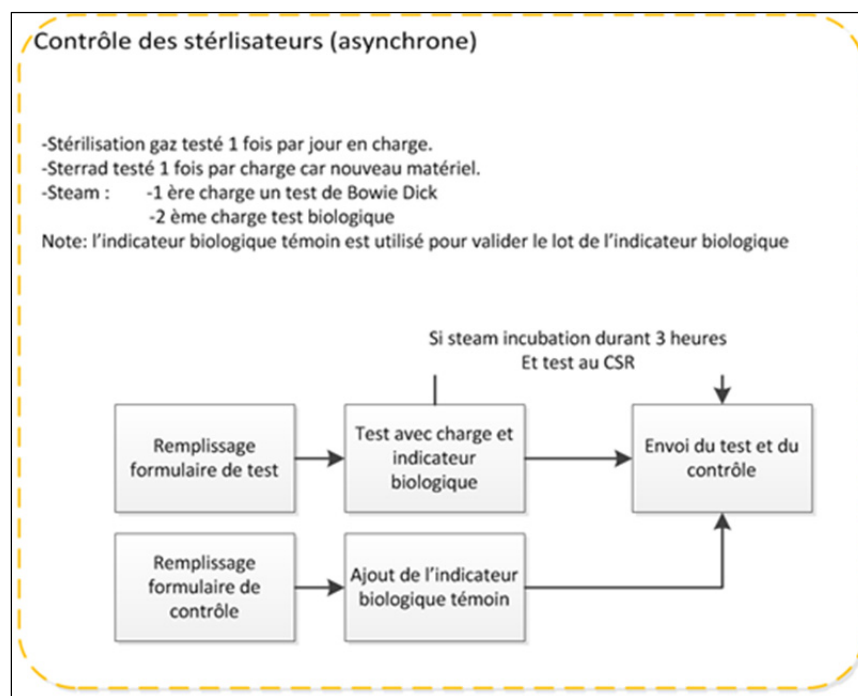 Contrôle des stérlisateurs (asynchrone)
-Stérilisation gaz testé 1 fois par jour en charge.
-Sterrad testé 1 fois par charge car nouveau matériel.
-Steam : -1 ère charge un test de Bowie Dick
-2 ème charge test biologique
Note: l’indicateur biologique témoin est utilisé pour valider le lot de l’indicateur biologique
Si steam incubation durant 3 heures
Et test au CSR
Remplissage
formulaire de test
Test avec charge et
indicateur
biologique
Envoi du test et du
contrôle
Remplissage
formulaire de
contrôle
Ajout de l’indicateur
biologique témoin